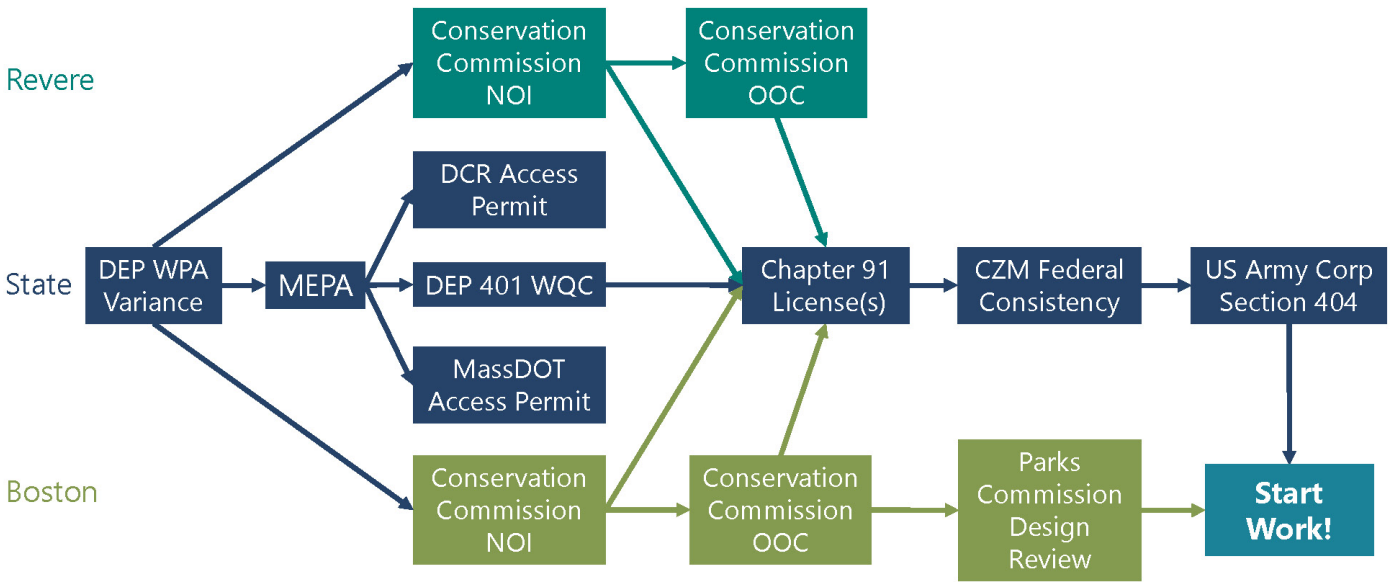 Revere
Conservation
Commission
NOI
Conservation
Commission
OOC
DCR Access
Permit
State
DEP WPA
Variance
MEPA
DEP 401 WQC
Chapter 91
License(s)
CZM Federal
Consistency
US Army Corp
Section 404
MassDOT
Access Permit
Boston
Conservation
Commission
NOI
Conservation
Commission
OOC
Parks
Commission
Design
Review
Start
Work!